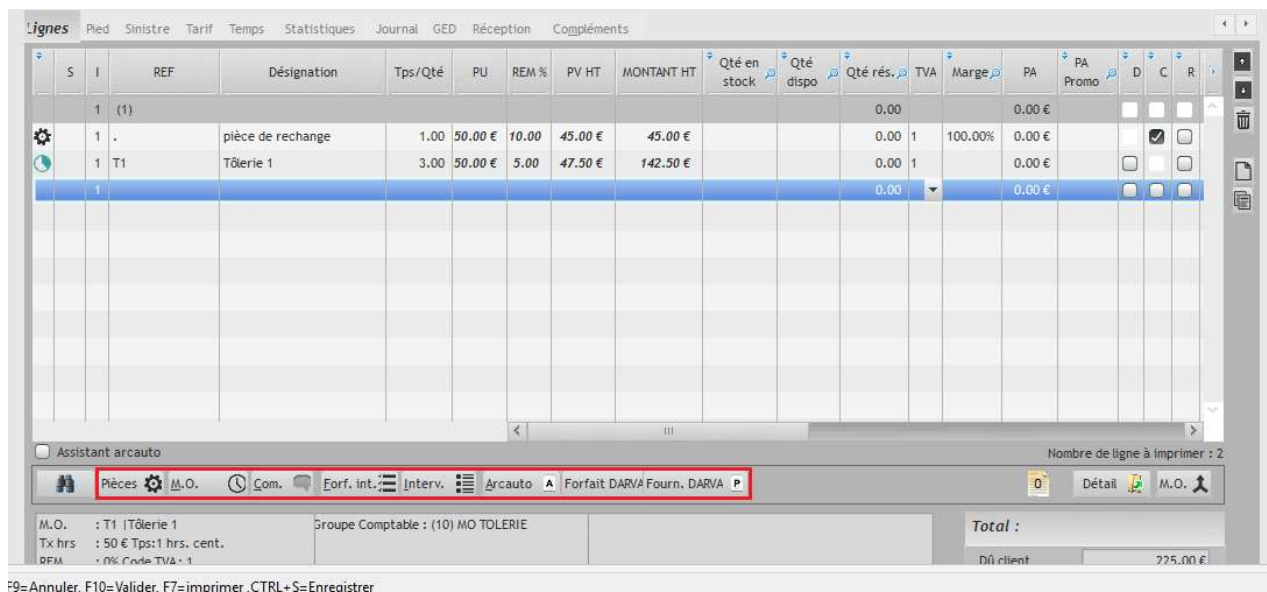 Lignes Pied Sinistre Tarif Temps Statistiques Journal GED Réception Compléments
S I REF Désignation Tps/Qté PU REM % PV HT MONTANT HT Qté en stock Qté dispo Qté rés. TVA Marge PA PA Promo D C R
1 (1) 0.00 0.00 €
1 . pièce de rechange 1.00 50.00 € 10.00 45.00 € 45.00 € 0.00 1 100.00% 0.00 €
1 T1 Tôlerie 1 3.00 50.00 € 5.00 47.50 € 142.50 € 0.00 1 0.00 €
1 0.00 0.00 €
Assistant arcauto Nombre de ligne à imprimer : 2
Pièces M.O. Com. Forf. int. Interv. Arcauto A Forfait DARVA Fourn. DARVA P 0 Détail M.O.
M.O. : T1 |Tôlerie 1 Groupe Comptable : (10) MO TOLERIE Total :
Tx hrs : 50 € Tps:1 hrs. cent.
REM : 0% Code TVA : 1 Dû client 225.00 €
F9=Annuler, F10=Valider, F7=imprimer ,CTRL+S=Enregistrer